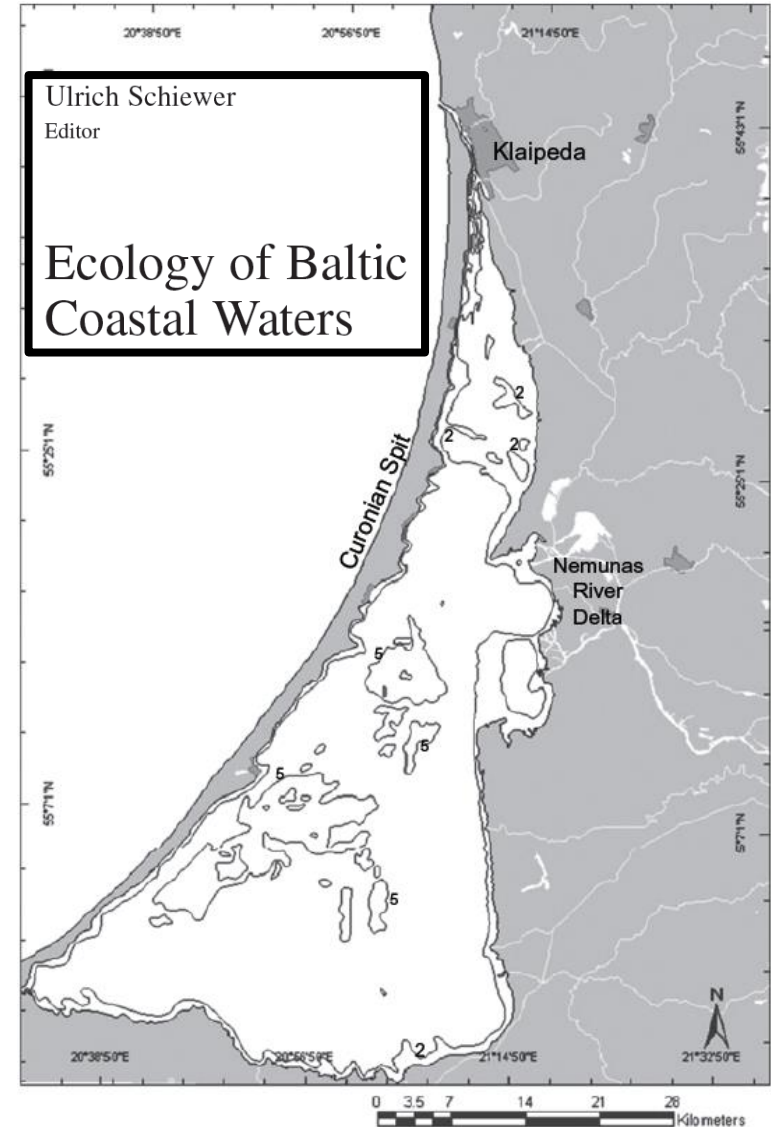 20°38'50"E 20°56'50"E 21°14'50"E
Ulrich Schiewer
Editor
Ecology of Baltic
Coastal Waters
55°43'1"N
Klaipeda
2
2
2
55°25'1"N
55°25'1"N
Curonian Spit
Nemunas
River
Delta
5
5
5
55°7'1"N
55°7'1"N
5
N
2
20°38'50"E 20°56'50"E 21°14'50"E 21°32'50"E
0 3.5 7 14 21 28
Kilometers